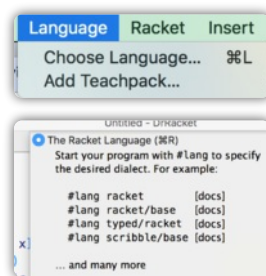 Language Racket Insert
Choose Language... ⌘L
Add Teachpack...
Untitled - DrRacket
The Racket Language (⌘R)
Start your program with #lang to specify
the desired dialect. For example:
#lang racket [docs]
#lang racket/base [docs]
#lang typed/racket [docs]
#lang scribble/base [docs]
... and many more
x]